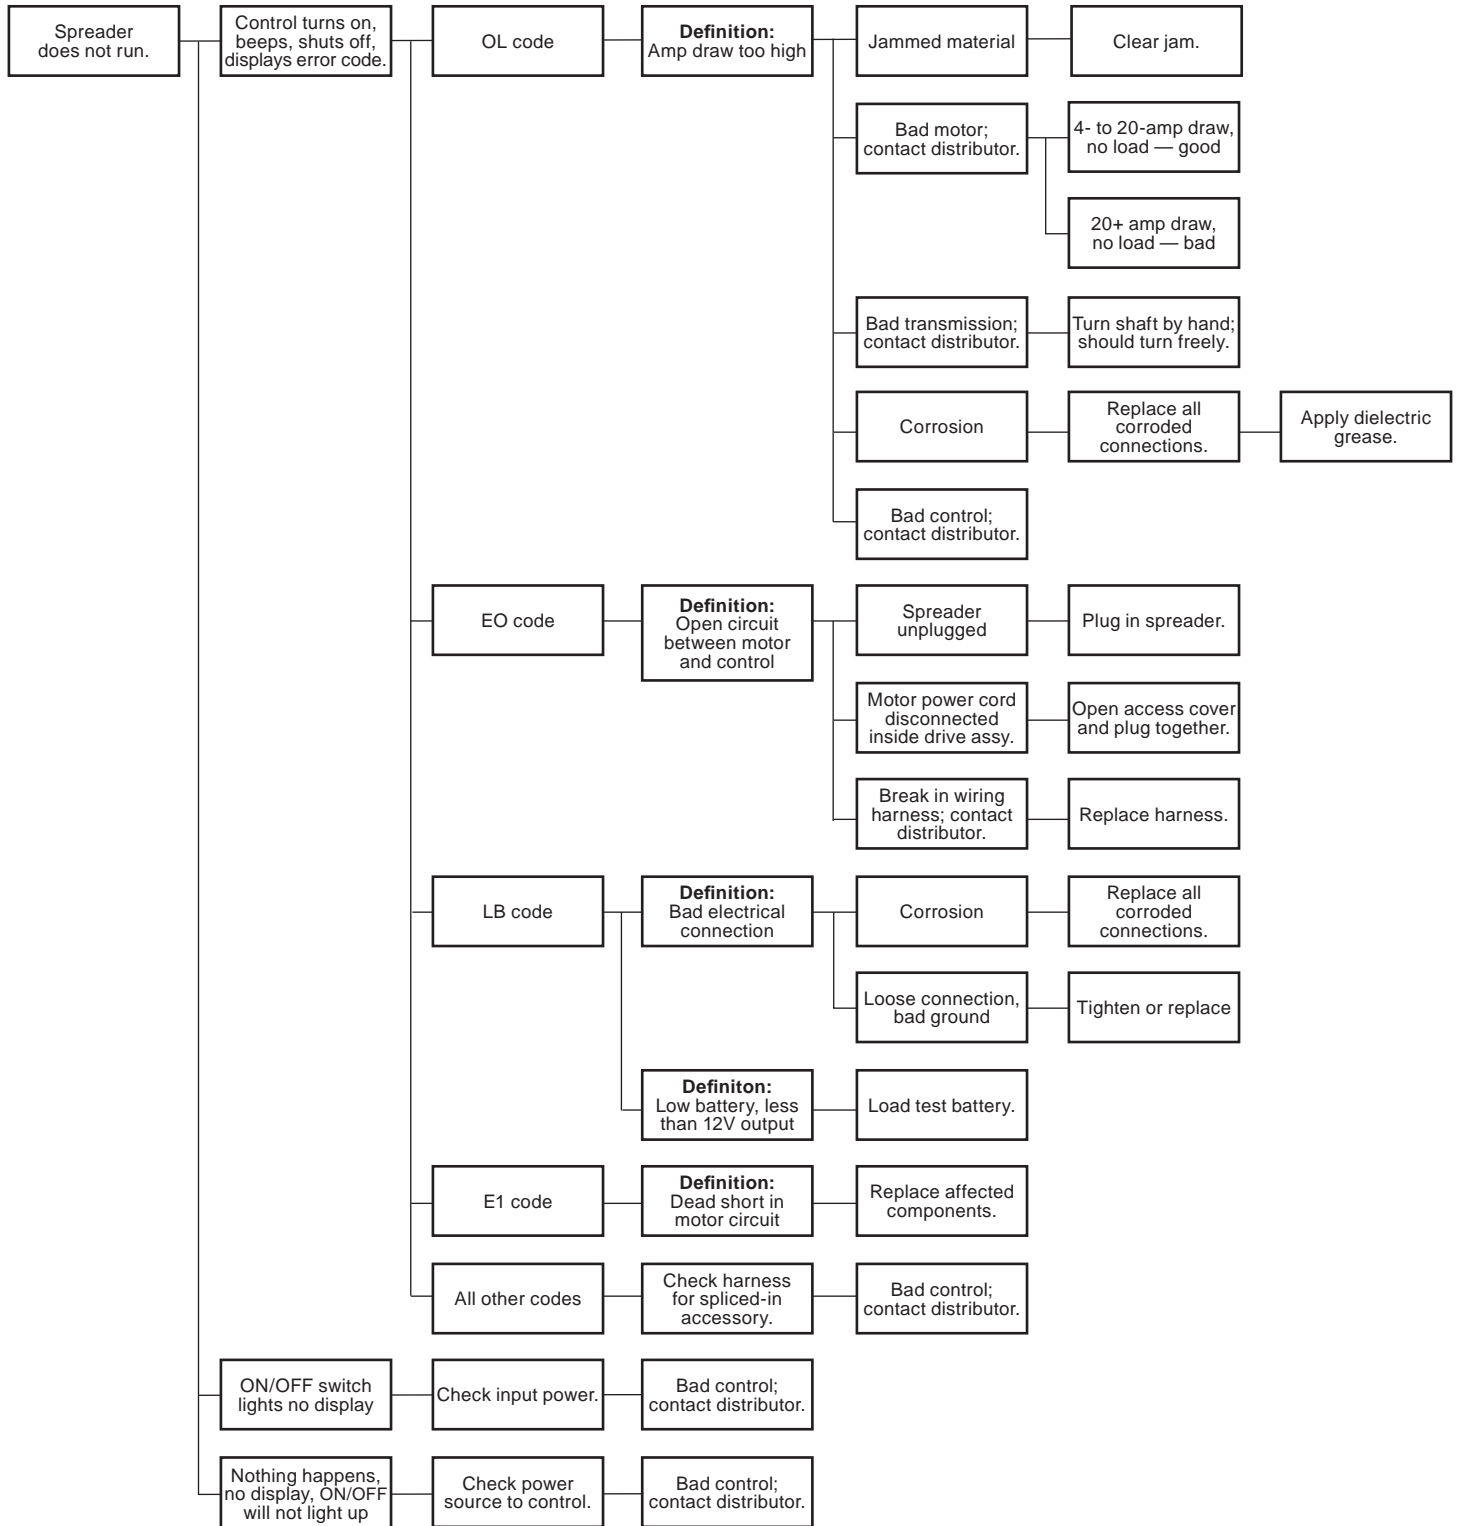 Spreader
does not run.
Control turns on,
beeps, shuts off,
displays error code.
OL code
Definition:
Amp draw too high
Jammed material
Clear jam.
Bad motor;
contact distributor.
4- to 20-amp draw,
no load — good
20+ amp draw,
no load — bad
Bad transmission;
contact distributor.
Turn shaft by hand;
should turn freely.
Corrosion
Replace all
corroded
connections.
Apply dielectric
grease.
Bad control;
contact distributor.
EO code
Definition:
Open circuit
between motor
and control
Spreader
unplugged
Plug in spreader.
Motor power cord
disconnected
inside drive assy.
Open access cover
and plug together.
Break in wiring
harness; contact
distributor.
Replace harness.
LB code
Definition:
Bad electrical
connection
Corrosion
Replace all
corroded
connections.
Loose connection,
bad ground
Tighten or replace
Definiton:
Low battery, less
than 12V output
Load test battery.
E1 code
Definition:
Dead short in
motor circuit
Replace affected
components.
All other codes
Check harness
for spliced-in
accessory.
Bad control;
contact distributor.
ON/OFF switch
lights no display
Check input power.
Bad control;
contact distributor.
Nothing happens,
no display, ON/OFF
will not light up
Check power
source to control.
Bad control;
contact distributor.